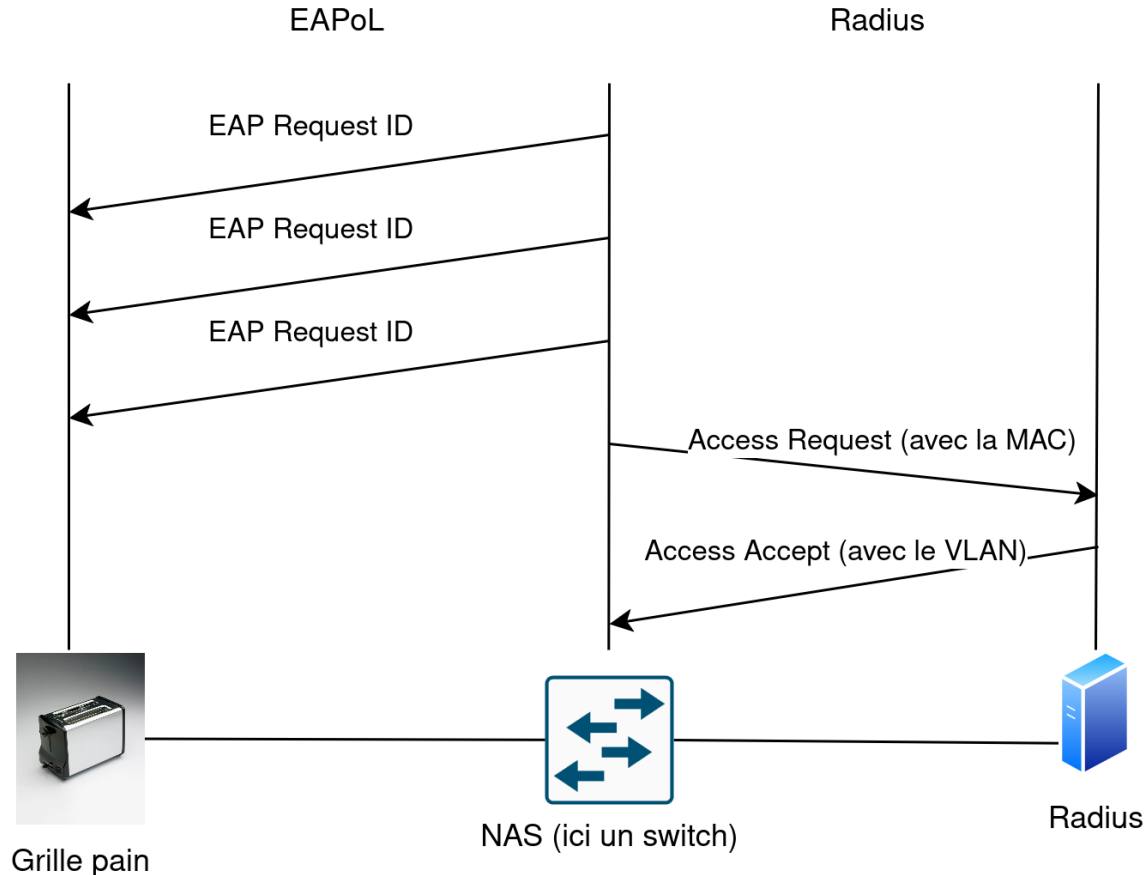 EAPoL
Radius
EAP Request ID
EAP Request ID
EAP Request ID
Access Request (avec la MAC)
Access Accept (avec le VLAN)
NAS (ici un switch)
Radius
Grille pain